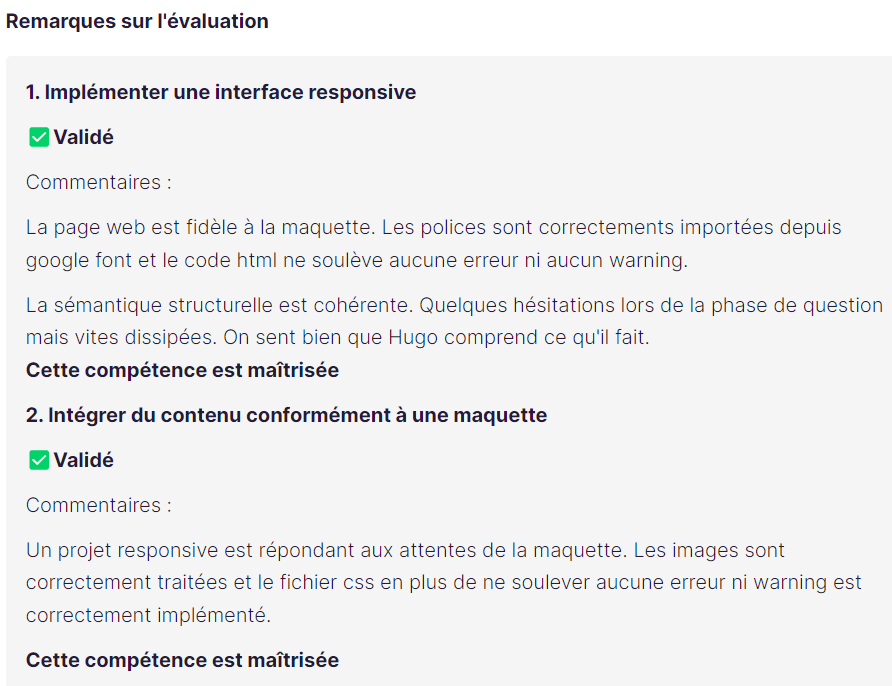 Remarques sur l'évaluation
1. Implémenter une interface responsive
✅ Validé
Commentaires :
La page web est fidèle à la maquette. Les polices sont correctements importées depuis
google font et le code html ne soulève aucune erreur ni aucun warning.
La sémantique structurelle est cohérente. Quelques hésitations lors de la phase de question
mais vites dissipées. On sent bien que Hugo comprend ce qu'il fait.
Cette compétence est maîtrisée
2. Intégrer du contenu conformément à une maquette
✅ Validé
Commentaires :
Un projet responsive est répondant aux attentes de la maquette. Les images sont
correctement traitées et le fichier css en plus de ne soulever aucune erreur ni warning est
correctement implémenté.
Cette compétence est maîtrisée